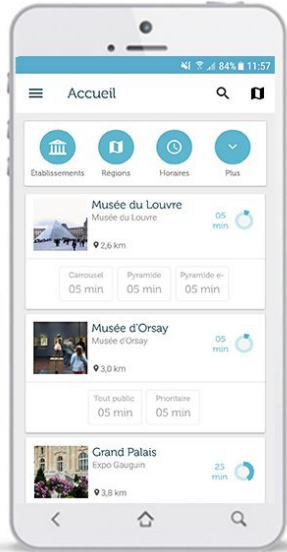 84% 11:57
Accueil
Établissements Régions Horaires Plus
Musée du Louvre
Musée du Louvre
05 min
2,6 km
Carrousel Pyramide Pyramide e-
05 min 05 min 05 min
Musée d'Orsay
Musée d'Orsay
05 min
3,0 km
Tout public Prioritaire
05 min 05 min
Grand Palais
Expo Gauguin
25 min
3,8 km